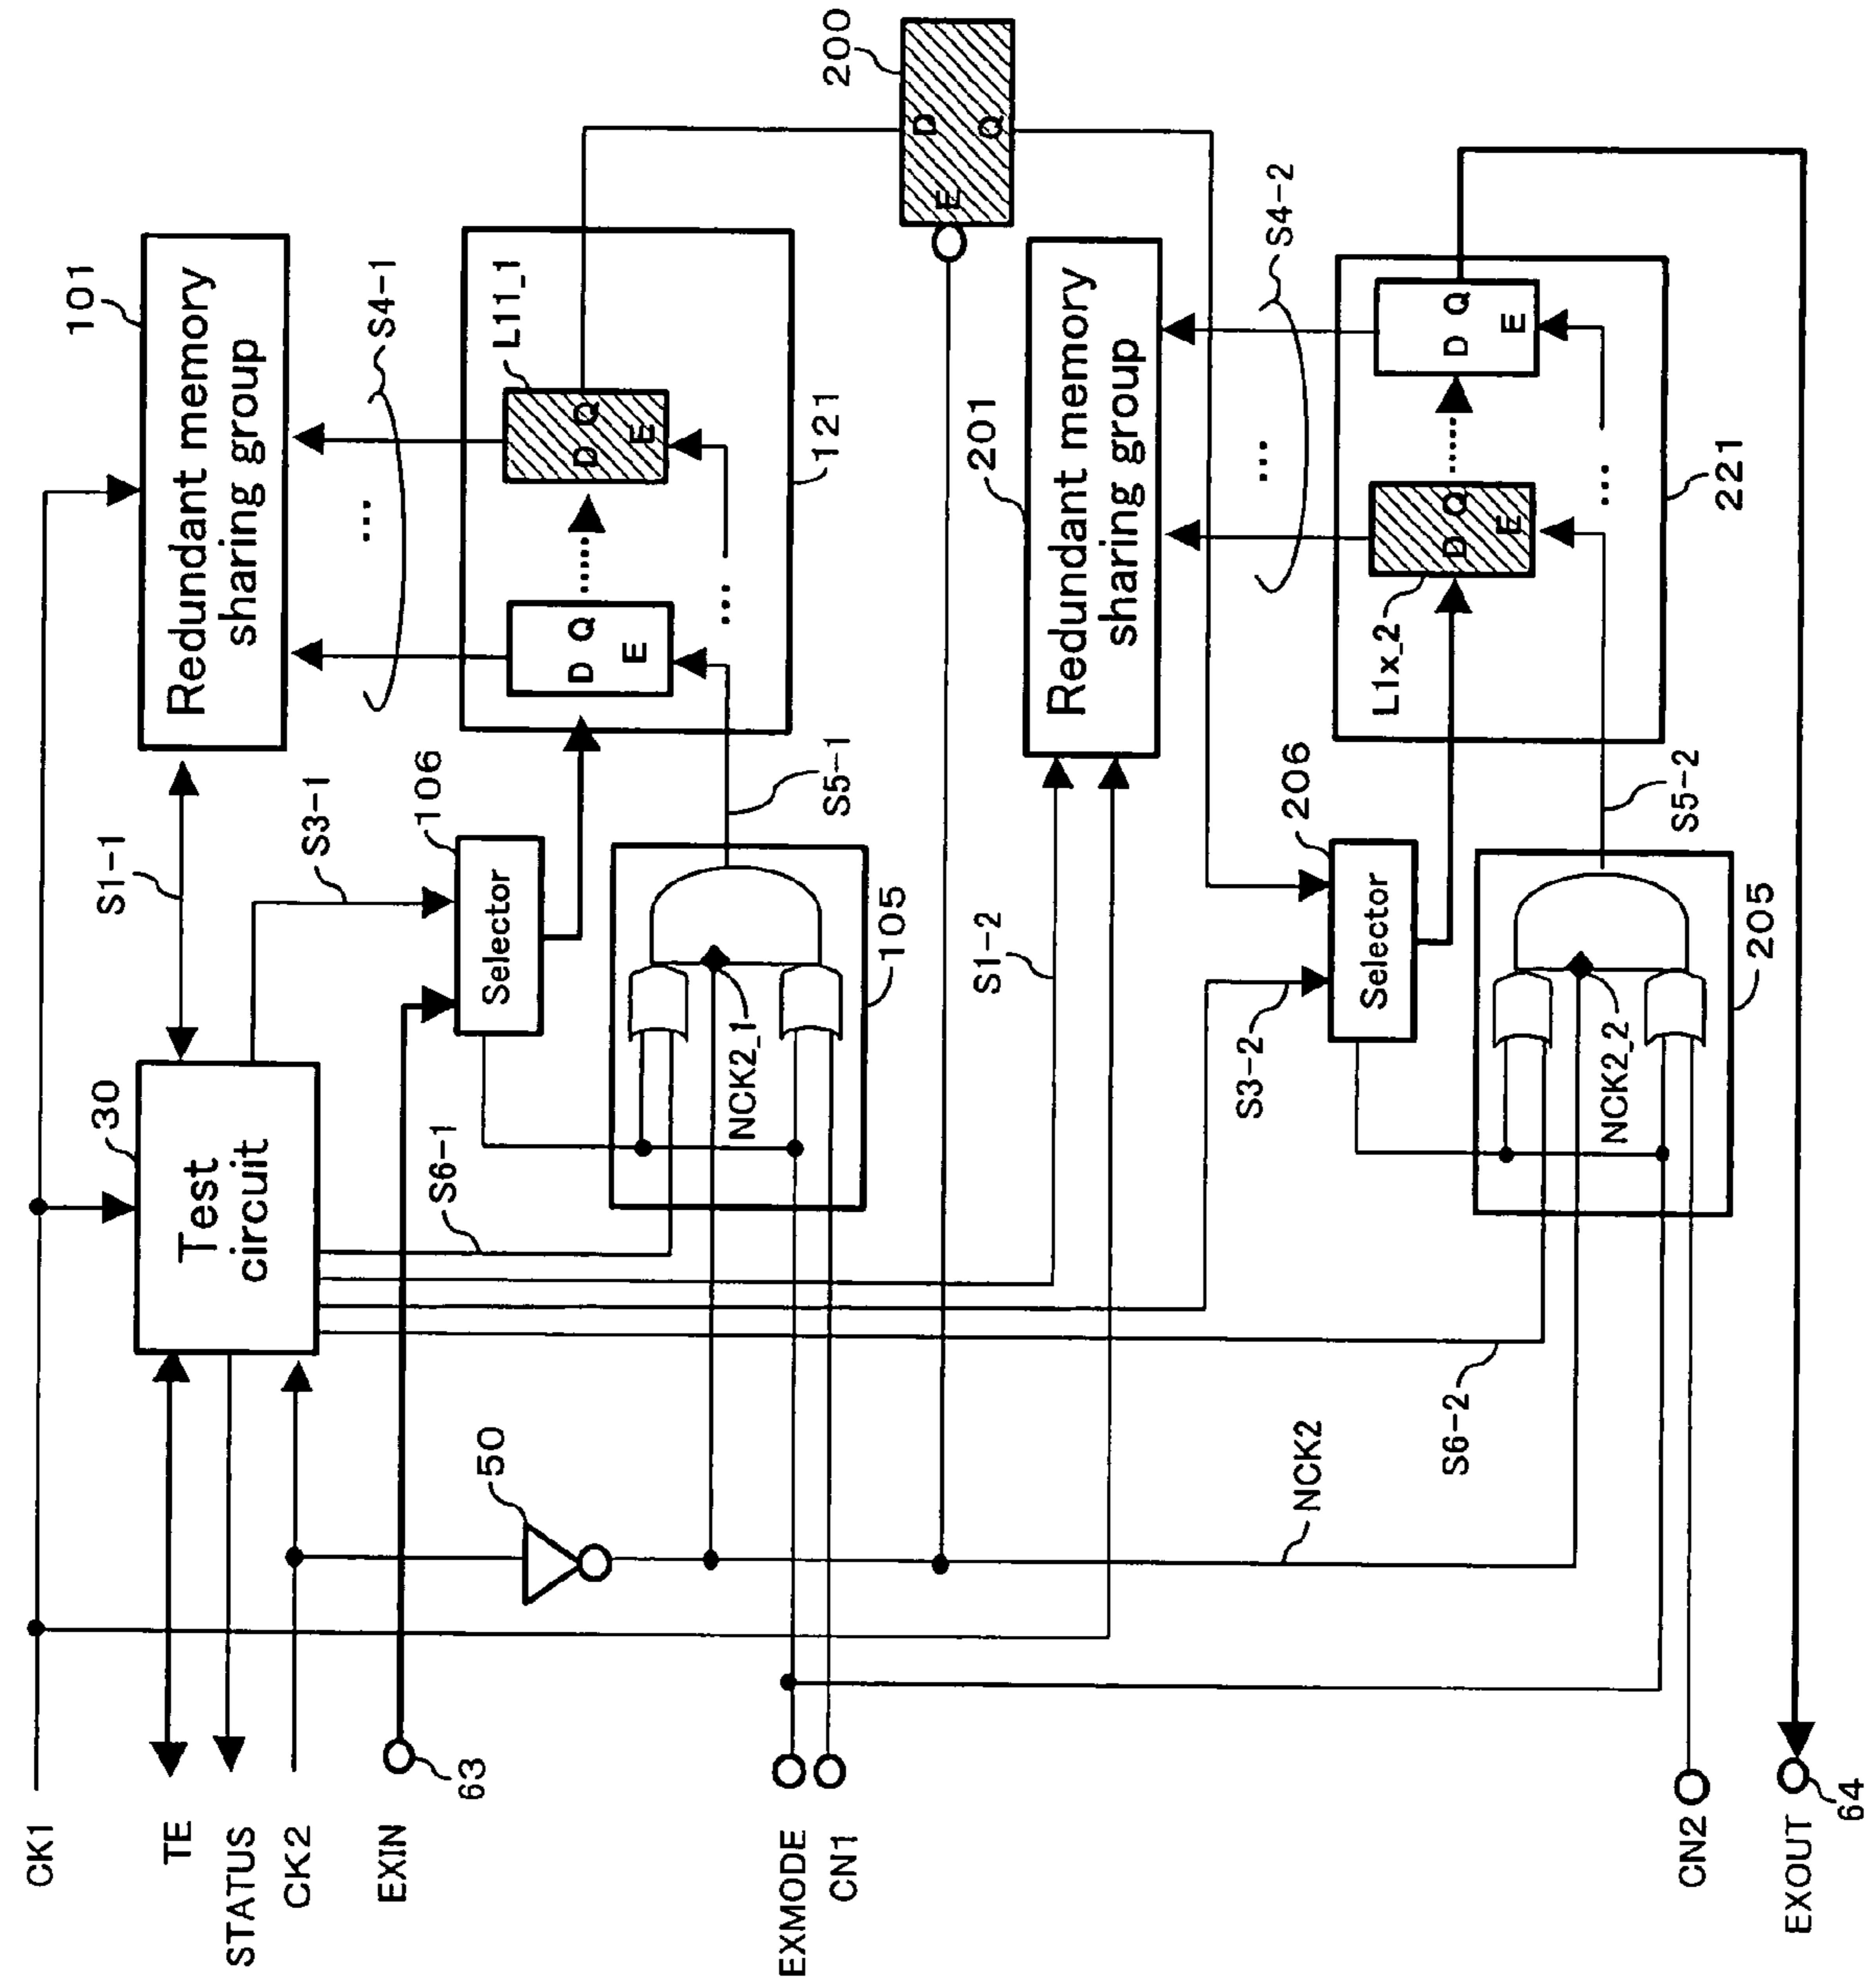 CK1
TE
STATUS
CK2
EXIN
63
EXMODE
CN1
CN2
EXOUT
64
30
Test
circuit
S1-1
101
Redundant memory
sharing group
S3-1
S4-1
...
106
Selector
50
S6-1
NCK2_1
105
S5-1
D Q
E
......
L11_1
D Q
E
...
121
200
D
Q
E
NCK2
S6-2
S1-2
201
Redundant memory
sharing group
S3-2
S4-2
...
206
Selector
NCK2_2
205
S5-2
L1x_2
D Q
E
......
D Q
E
...
221